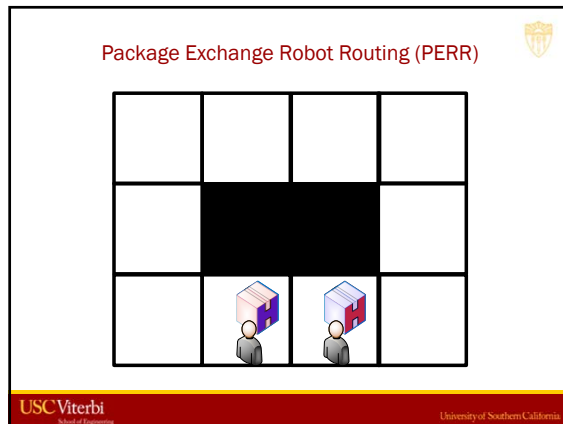 Package Exchange Robot Routing (PERR)
H H
USC Viterbi
School of Engineering
University of Southern California